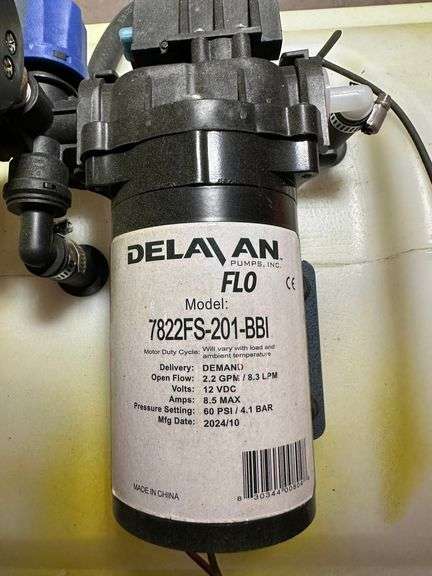 DELAVAN
PUMPS, INC.™
FLO
CE
Model:
7822FS-201-BBI
Motor Duty Cycle: Will vary with load and
ambient temperature
Delivery: DEMAND
Open Flow: 2.2 GPM / 8.3 LPM
Volts: 12 VDC
Amps: 8.5 MAX
Pressure Setting: 60 PSI / 4.1 BAR
Mfg Date: 2024/10
MADE IN CHINA